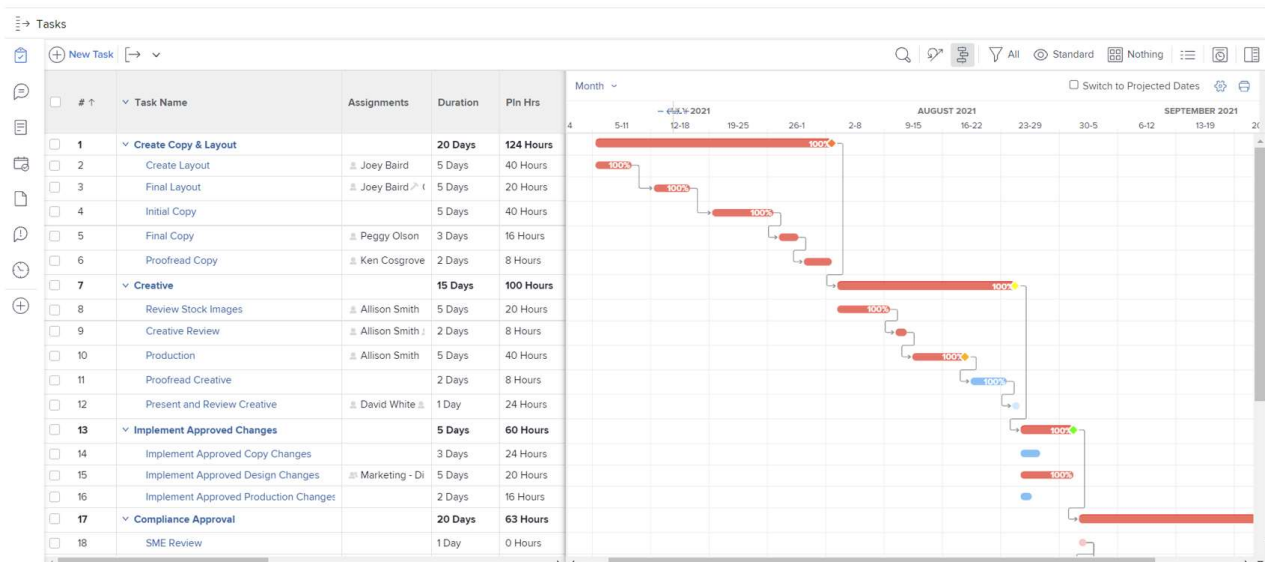 Tasks
New Task All Standard Nothing
Month Switch to Projected Dates
# Task Name Assignments Duration Pln Hrs
2021 AUGUST 2021 SEPTEMBER 2021
4 5-11 12-18 19-25 26-1 2-8 9-15 16-22 23-29 30-5 6-12 13-19
1 Create Copy & Layout 20 Days 124 Hours 100%
2 Create Layout Joey Baird 5 Days 40 Hours 100%
3 Final Layout Joey Baird 5 Days 20 Hours 100%
4 Initial Copy 5 Days 40 Hours 100%
5 Final Copy Peggy Olson 3 Days 16 Hours
6 Proofread Copy Ken Cosgrove 2 Days 8 Hours
7 Creative 15 Days 100 Hours 100%
8 Review Stock Images Allison Smith 5 Days 20 Hours 100%
9 Creative Review Allison Smith 2 Days 8 Hours
10 Production Allison Smith 5 Days 40 Hours 100%
11 Proofread Creative 2 Days 8 Hours 100%
12 Present and Review Creative David White 1 Day 24 Hours
13 Implement Approved Changes 5 Days 60 Hours 100%
14 Implement Approved Copy Changes 3 Days 24 Hours
15 Implement Approved Design Changes Marketing - Di 5 Days 20 Hours 100%
16 Implement Approved Production Changes 2 Days 16 Hours
17 Compliance Approval 20 Days 63 Hours
18 SME Review 1 Day 0 Hours